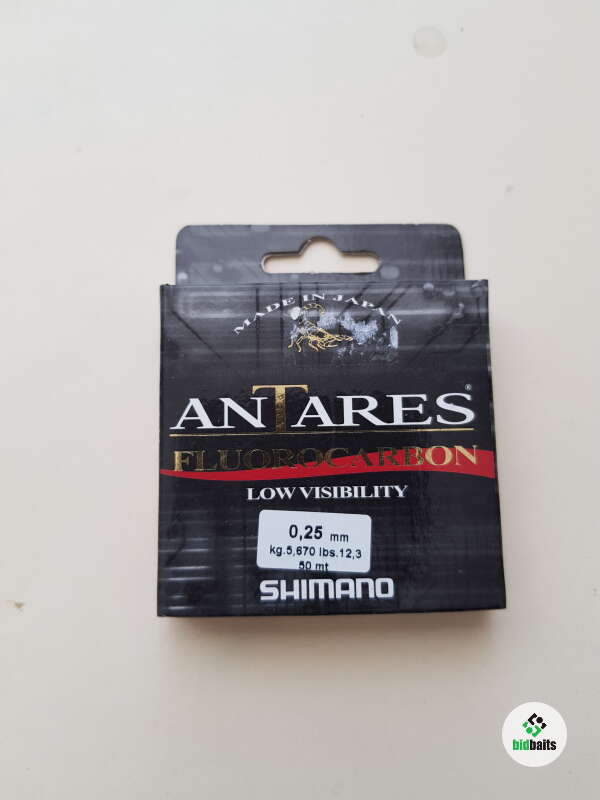 MADE IN JAPAN
ANTARES®
FLUOROCARBON
LOW VISIBILITY
0,25 mm
kg.5,670 lbs.12,3
50 mt
SHIMANO
bidbaits